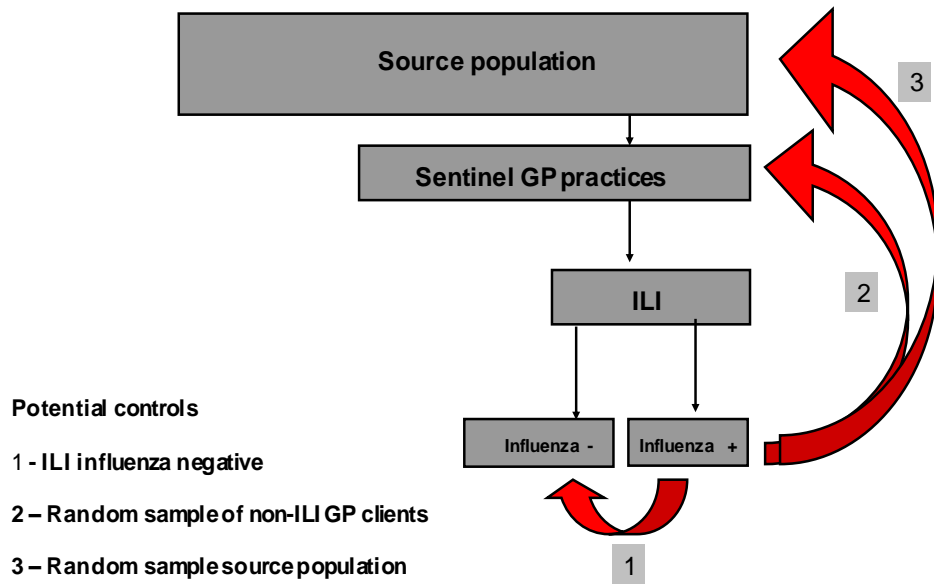 Source population
3
Sentinel GP practices
2
ILI
Potential controls
Influenza -
Influenza +
1 - ILI influenza negative
2 – Random sample of non-ILI GP clients
3 – Random sample source population
1